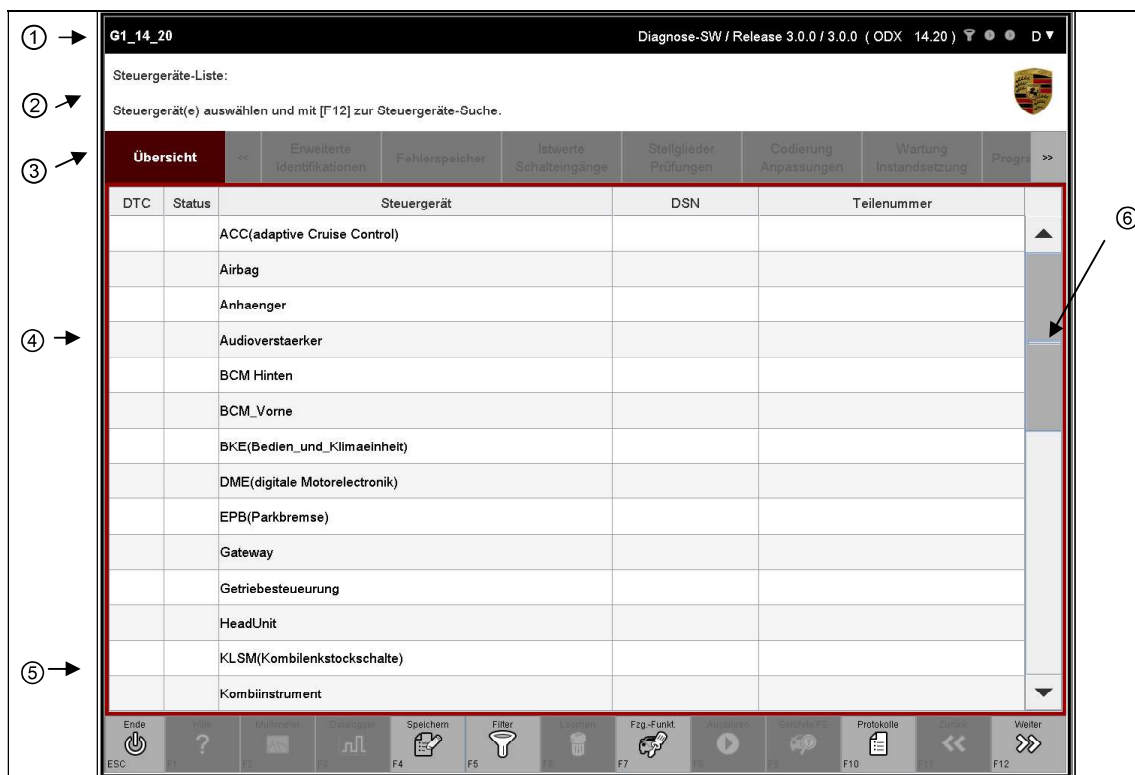 ①
G1_14_20 Diagnose-SW / Release 3.0.0 / 3.0.0 ( ODX 14.20 ) D
Steuergeräte-Liste:
②
Steuergerät(e) auswählen und mit [F12] zur Steuergeräte-Suche.
③
Übersicht << Erweiterte Identifikationen Fehlerspeicher Istwerte Schalteingänge Stellglieder Prüfungen Codierung Anpassungen Wartung Instandsetzung Progra >>
DTC Status Steuergerät DSN Teilenummer
⑥
ACC(adaptive Cruise Control)
Airbag
Anhaenger
④
Audioverstaerker
BCM Hinten
BCM_Vorne
BKE(Bedien_und_Klimaeinheit)
DME(digitale Motorelectronik)
EPB(Parkbremse)
Gateway
Getriebesteueurung
HeadUnit
⑤
KLSM(Kombilenkstockschalte)
Kombiinstrument
Ende Hilfe Multimeter Datalogger Speichern Filter Löschen Fzg.-Funkt. Ausführen Protokolle Zurück Weiter
ESC F1 F2 F3 F4 F5 F6 F7 F8 F9 F10 F11 F12